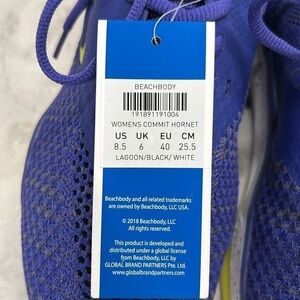 BEACHBODY
191891191004
WOMENS COMMIT HORNET
US UK EU CM
8.5 6 40 25.5
LAGOON/BLACK/WHITE
Beachbody and all related trademarks
are owned by Beachbody, LLC USA.
© 2018 Beachbody, LLC
All rights reserved.
This product is developed and
distributed under a global license
from Beachbody, LLC by
GLOBAL BRAND PARTNERS Pte. Ltd.
www.globalbrandpartners.com